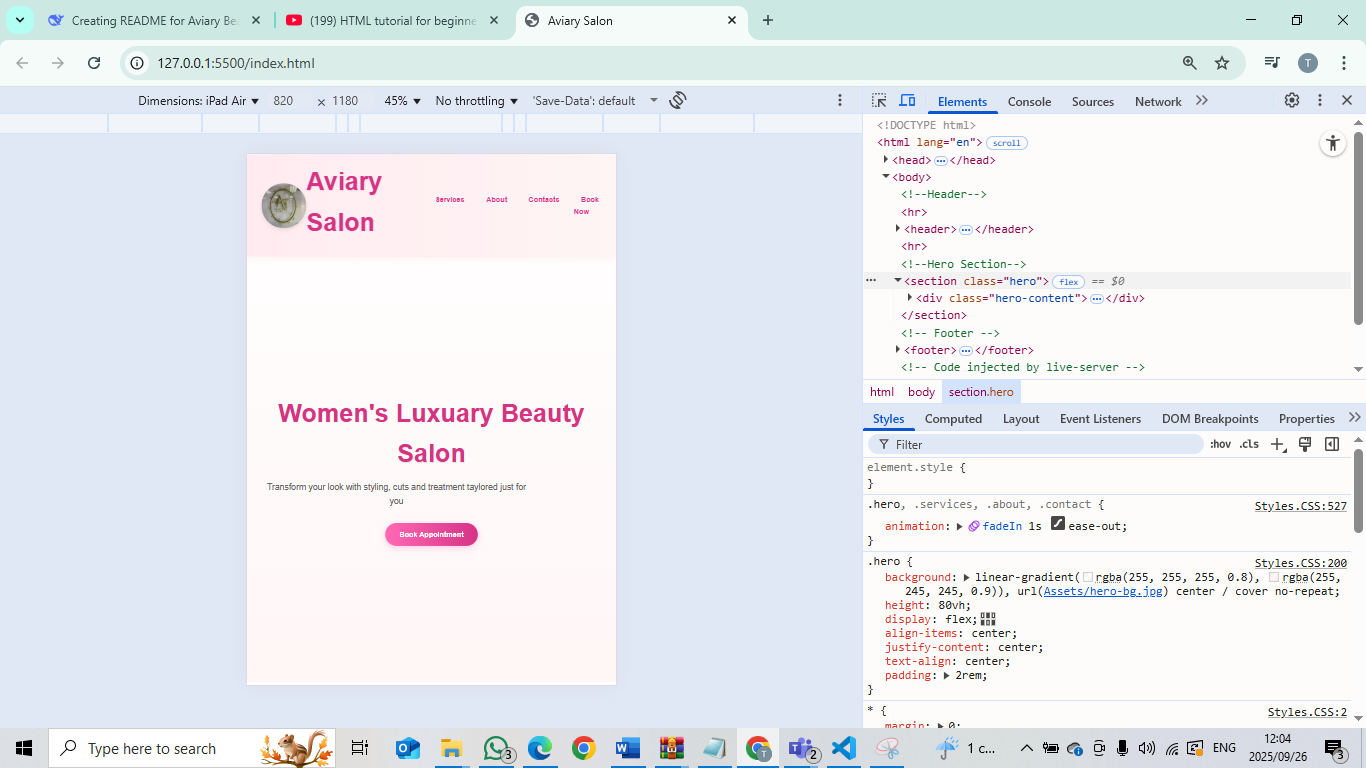 Creating README for Aviary Be
(199) HTML tutorial for beginne
Aviary Salon
127.0.0.1:5500/index.html
T
Dimensions: iPad Air 820 × 1180 45% No throttling 'Save-Data': default
Elements Console Sources Network
Aviary
Salon
Services About Contacts Book
Now
Women's Luxuary Beauty
Salon
Transform your look with styling, cuts and treatment taylored just for
you
Book Appointment
<!DOCTYPE html>
<html lang="en"> scroll
<head> … </head>
<body>
<!--Header-->
<hr>
<header> … </header>
<hr>
<!--Hero Section-->
… <section class="hero"> flex == $0
<div class="hero-content"> … </div>
</section>
<!-- Footer -->
<footer> … </footer>
<!-- Code injected by live-server -->
html body section.hero
Styles Computed Layout Event Listeners DOM Breakpoints Properties
Filter :hov .cls
element.style {
}
.hero, .services, .about, .contact { Styles.CSS:527
animation: fadeIn 1s ease-out;
}
.hero { Styles.CSS:200
background: linear-gradient( rgba(255, 255, 255, 0.8), rgba(255,
245, 245, 0.9)), url(Assets/hero-bg.jpg) center / cover no-repeat;
height: 80vh;
display: flex;
align-items: center;
justify-content: center;
text-align: center;
padding: 2rem;
}
* { Styles.CSS:2
margin: 0;
Type here to search
3
T
2
1 c...
ENG
12:04
2025/09/26
3